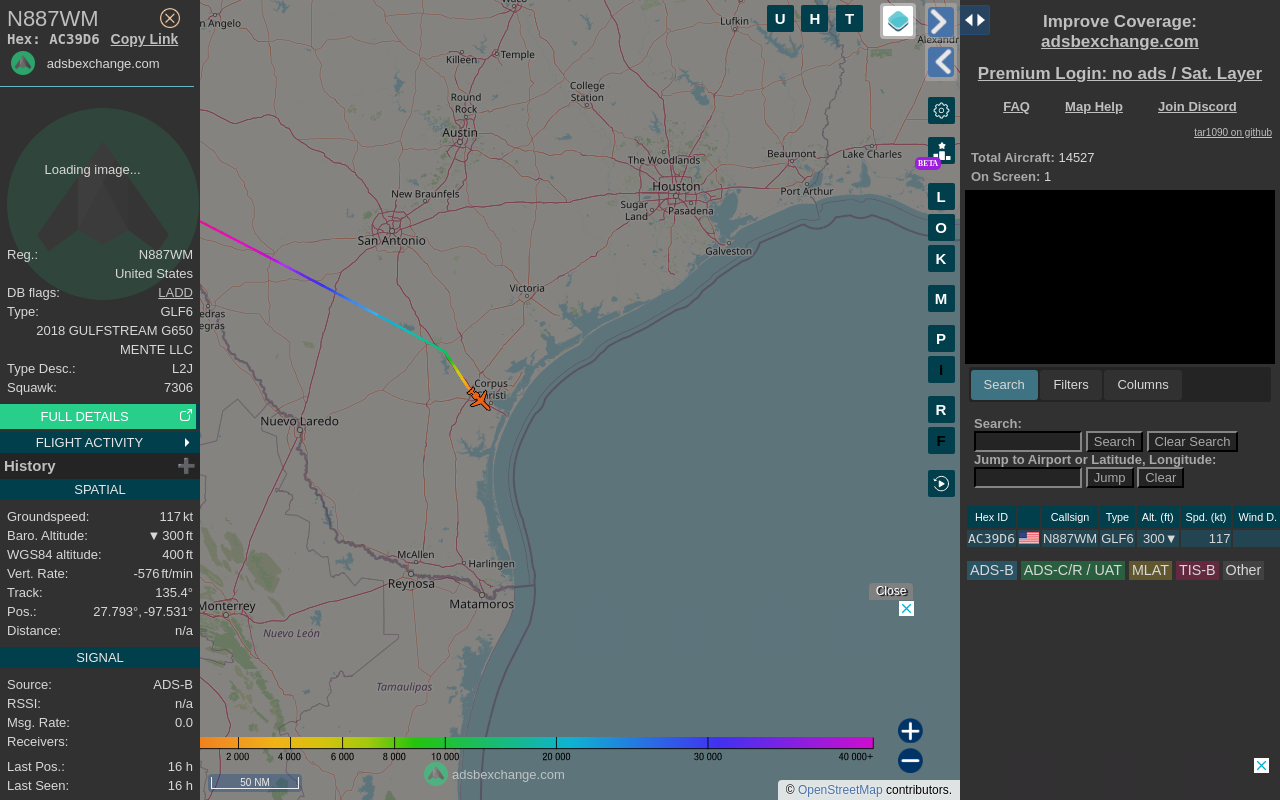 N887WM
Hex: AC39D6 Copy Link
adsbexchange.com
Loading image...
Reg.: N887WM
United States
DB flags: LADD
Type: GLF6
2018 GULFSTREAM G650
MENTE LLC
Type Desc.: L2J
Squawk: 7306
FULL DETAILS
FLIGHT ACTIVITY
History
SPATIAL
Groundspeed: 117 kt
Baro. Altitude: ▼ 300 ft
WGS84 altitude: 400 ft
Vert. Rate: -576 ft/min
Track: 135.4°
Pos.: 27.793°, -97.531°
Distance: n/a
SIGNAL
Source: ADS-B
RSSI: n/a
Msg. Rate: 0.0
Receivers:
Last Pos.: 16 h
Last Seen: 16 h
n Angelo
Waco
Lufkin
Alexandr
Killeen
Temple
College
Station
Round
Rock
Austin
The Woodlands
Beaumont
Lake Charles
New Braunfels
Houston
Port Arthur
Sugar
Land
Pasadena
San Antonio
Galveston
Victoria
edras
egras
Corpus
risti
Nuevo Laredo
McAllen
Harlingen
Reynosa
Matamoros
Monterrey
Nuevo León
Tamaulipas
U H T
BETA
L
O
K
M
P
I
R
F
Close
2 000 4 000 6 000 8 000 10 000 20 000 30 000 40 000+
50 NM
adsbexchange.com
© OpenStreetMap contributors.
Improve Coverage:
adsbexchange.com
Premium Login: no ads / Sat. Layer
FAQ Map Help Join Discord
tar1090 on github
Total Aircraft: 14527
On Screen: 1
Search Filters Columns
Search:
Search Clear Search
Jump to Airport or Latitude, Longitude:
Jump Clear
Hex ID Callsign Type Alt. (ft) Spd. (kt) Wind D.
AC39D6 N887WM GLF6 300▼ 117
ADS-B ADS-C/R / UAT MLAT TIS-B Other